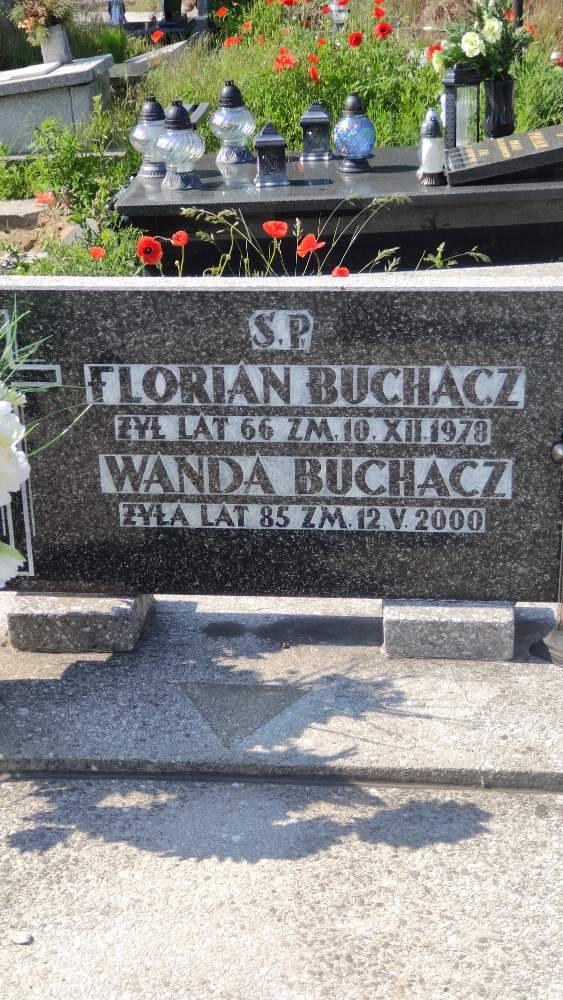 Ś.P.
FLORIAN BUCHACZ
ŻYŁ LAT 66 ZM. 10. XII. 1978
WANDA BUCHACZ
ŻYŁA LAT 85 ZM. 12. V. 2000